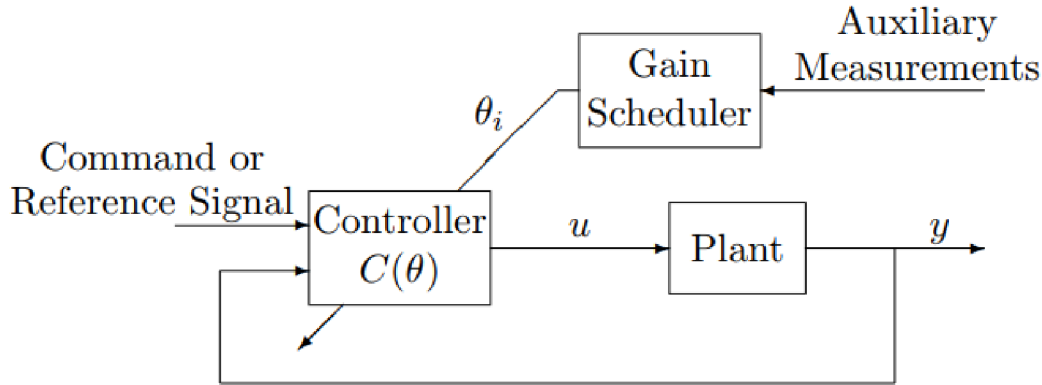 Auxiliary
Measurements
Gain
Scheduler
θᵢ
Command or
Reference Signal
Controller
C(θ)
u
Plant
y